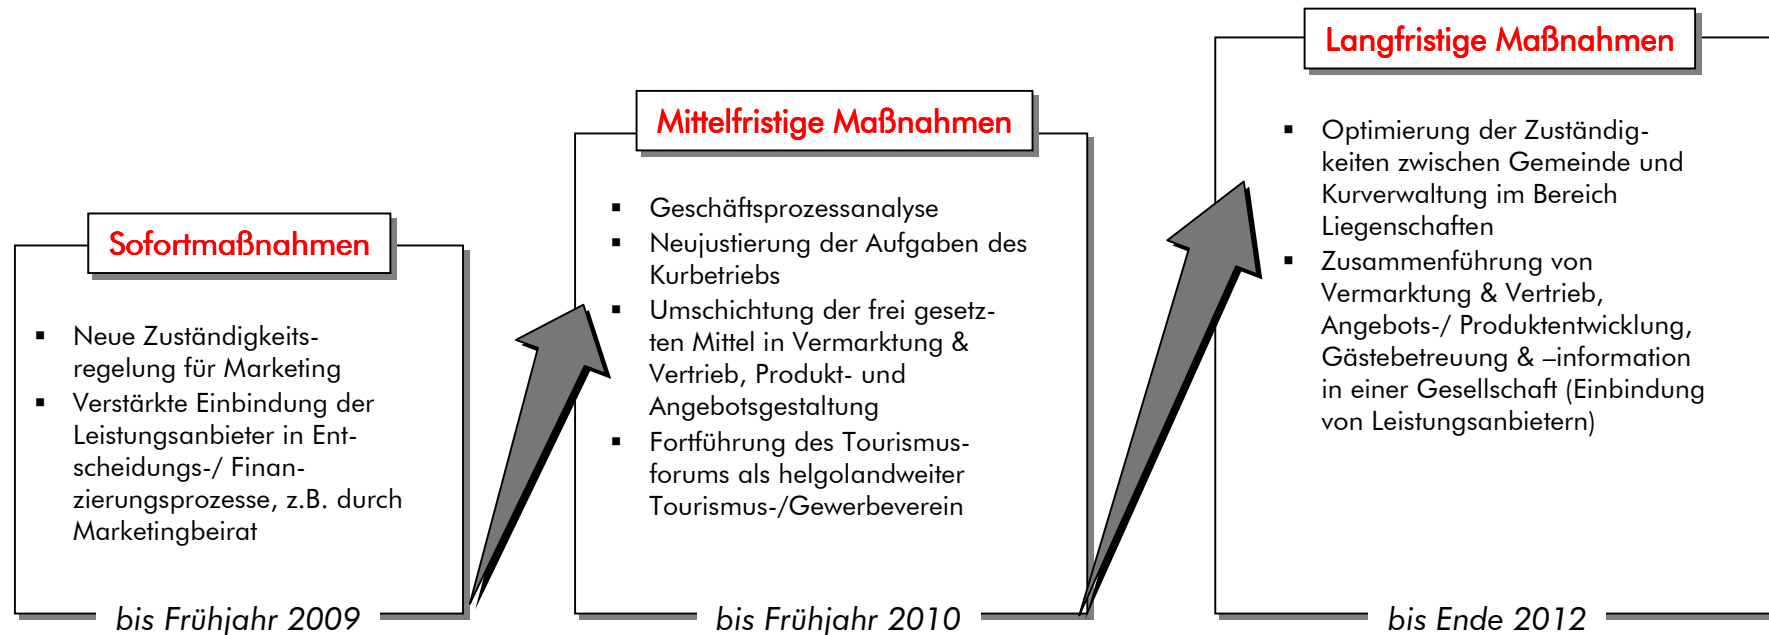 Sofortmaßnahmen
▪ Neue Zuständigkeits-
regelung für Marketing
▪ Verstärkte Einbindung der
Leistungsanbieter in Ent-
scheidungs-/ Finan-
zierungsprozesse, z.B. durch
Marketingbeirat
bis Frühjahr 2009
Mittelfristige Maßnahmen
▪ Geschäftsprozessanalyse
▪ Neujustierung der Aufgaben des
Kurbetriebs
▪ Umschichtung der frei gesetz-
ten Mittel in Vermarktung &
Vertrieb, Produkt- und
Angebotsgestaltung
▪ Fortführung des Tourismus-
forums als helgolandweiter
Tourismus-/Gewerbeverein
bis Frühjahr 2010
Langfristige Maßnahmen
▪ Optimierung der Zuständig-
keiten zwischen Gemeinde und
Kurverwaltung im Bereich
Liegenschaften
▪ Zusammenführung von
Vermarktung & Vertrieb,
Angebots-/ Produktentwicklung,
Gästebetreuung & –information
in einer Gesellschaft (Einbindung
von Leistungsanbietern)
bis Ende 2012